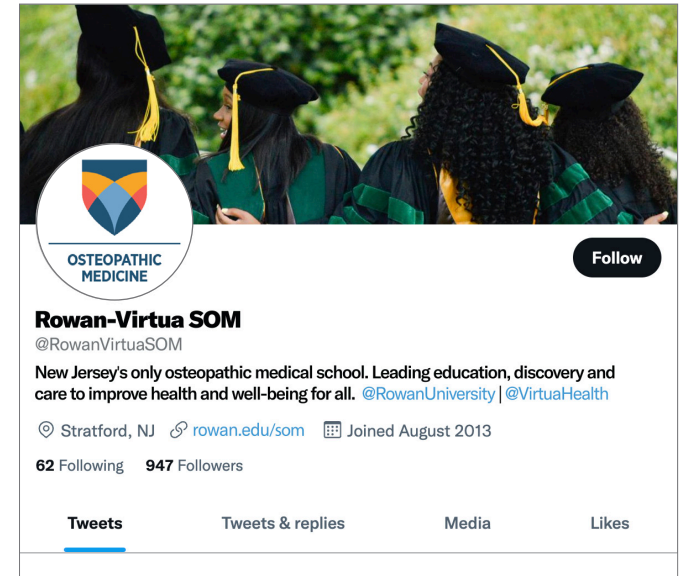 OSTEOPATHIC
MEDICINE
Follow
Rowan-Virtua SOM
@RowanVirtuaSOM
New Jersey's only osteopathic medical school. Leading education, discovery and
care to improve health and well-being for all. @RowanUniversity | @VirtuaHealth
Stratford, NJ rowan.edu/som Joined August 2013
62 Following 947 Followers
Tweets Tweets & replies Media Likes